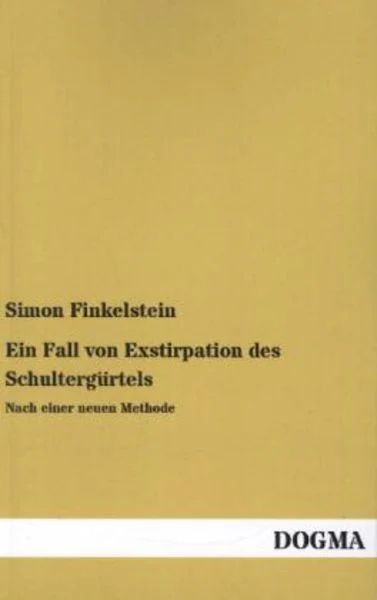 Simon Finkelstein
Ein Fall von Exstirpation des
Schultergürtels
Nach einer neuen Methode
DOGMA